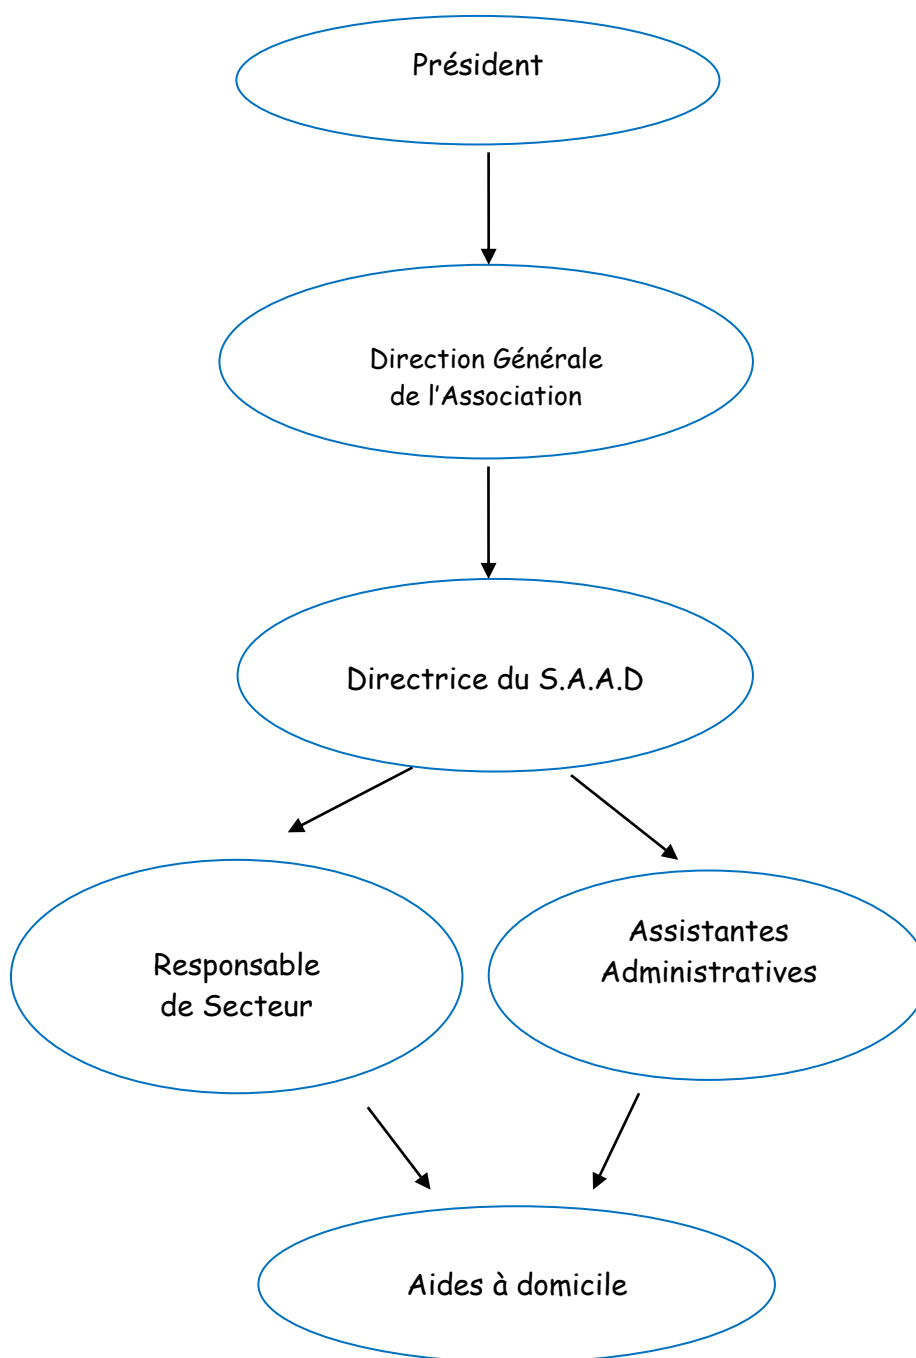 Président
Direction Générale
de l'Association
Directrice du S.A.A.D
Responsable
de Secteur
Assistantes
Administratives
Aides à domicile